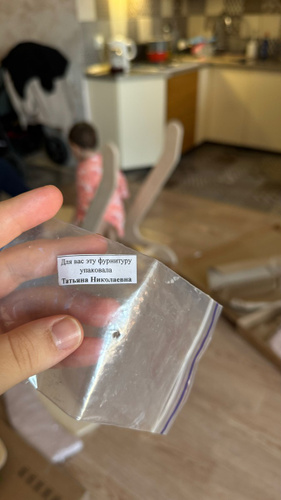 Для вас эту фурнитуру
упаковала
Татьяна Николаевна